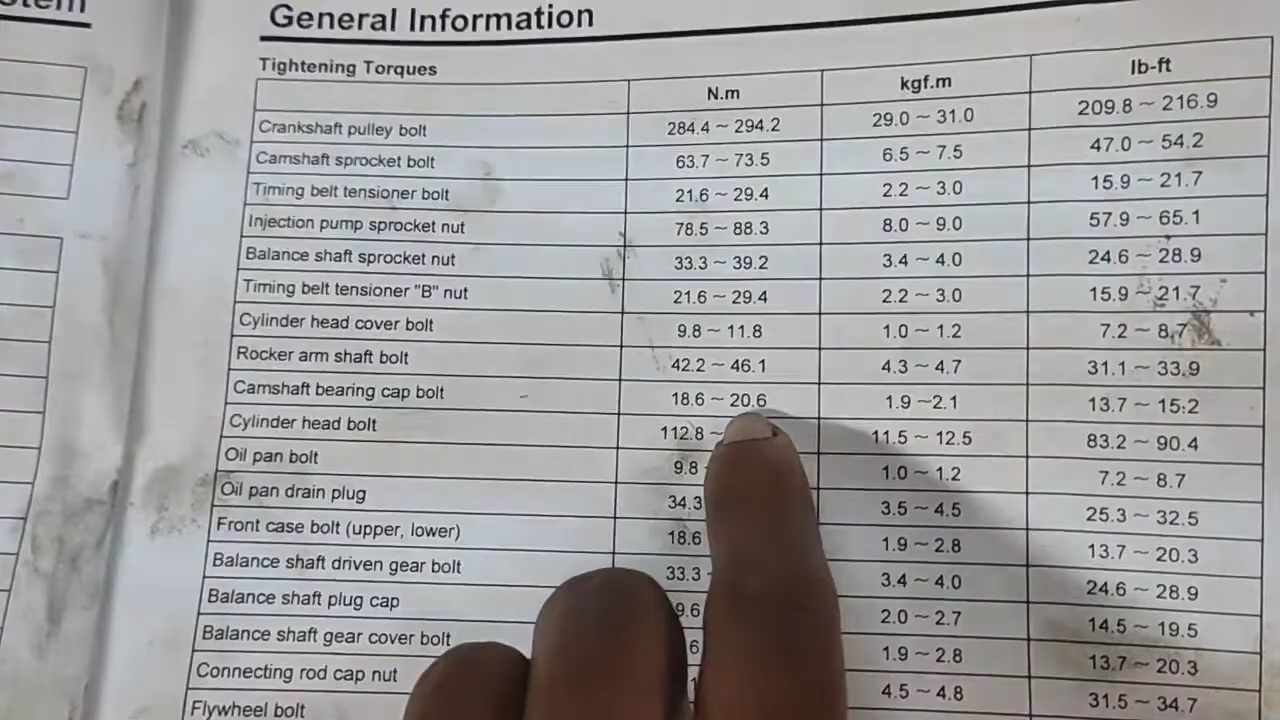 General Information
Tightening Torques
N.m kgf.m lb-ft
Crankshaft pulley bolt 284.4 ~ 294.2 29.0 ~ 31.0 209.8 ~ 216.9
Camshaft sprocket bolt 63.7 ~ 73.5 6.5 ~ 7.5 47.0 ~ 54.2
Timing belt tensioner bolt 21.6 ~ 29.4 2.2 ~ 3.0 15.9 ~ 21.7
Injection pump sprocket nut 78.5 ~ 88.3 8.0 ~ 9.0 57.9 ~ 65.1
Balance shaft sprocket nut 33.3 ~ 39.2 3.4 ~ 4.0 24.6 ~ 28.9
Timing belt tensioner "B" nut 21.6 ~ 29.4 2.2 ~ 3.0 15.9 ~ 21.7
Cylinder head cover bolt 9.8 ~ 11.8 1.0 ~ 1.2 7.2 ~ 8.7
Rocker arm shaft bolt 42.2 ~ 46.1 4.3 ~ 4.7 31.1 ~ 33.9
Camshaft bearing cap bolt 18.6 ~ 20.6 1.9 ~2.1 13.7 ~ 15.2
Cylinder head bolt 112.8 ~ 11.5 ~ 12.5 83.2 ~ 90.4
Oil pan bolt 9.8 1.0 ~ 1.2 7.2 ~ 8.7
Oil pan drain plug 34.3 3.5 ~ 4.5 25.3 ~ 32.5
Front case bolt (upper, lower) 18.6 1.9 ~ 2.8 13.7 ~ 20.3
Balance shaft driven gear bolt 33.3 3.4 ~ 4.0 24.6 ~ 28.9
Balance shaft plug cap 2.0 ~ 2.7 14.5 ~ 19.5
Balance shaft gear cover bolt 1.9 ~ 2.8 13.7 ~ 20.3
Connecting rod cap nut 4.5 ~ 4.8 31.5 ~ 34.7
Flywheel bolt